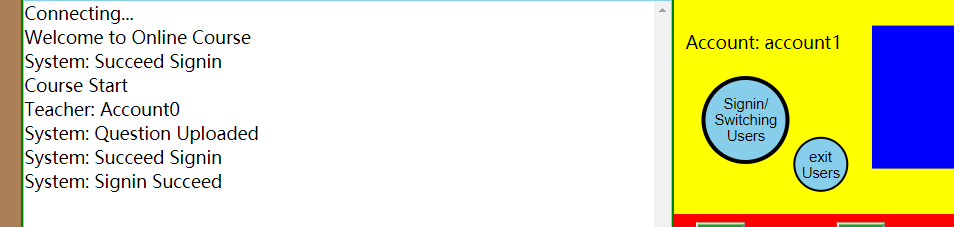 Connecting...
Welcome to Online Course
System: Succeed Signin
Course Start
Teacher: Account0
System: Question Uploaded
System: Succeed Signin
System: Signin Succeed
Account: account1
Signin/
Switching
Users
exit
Users